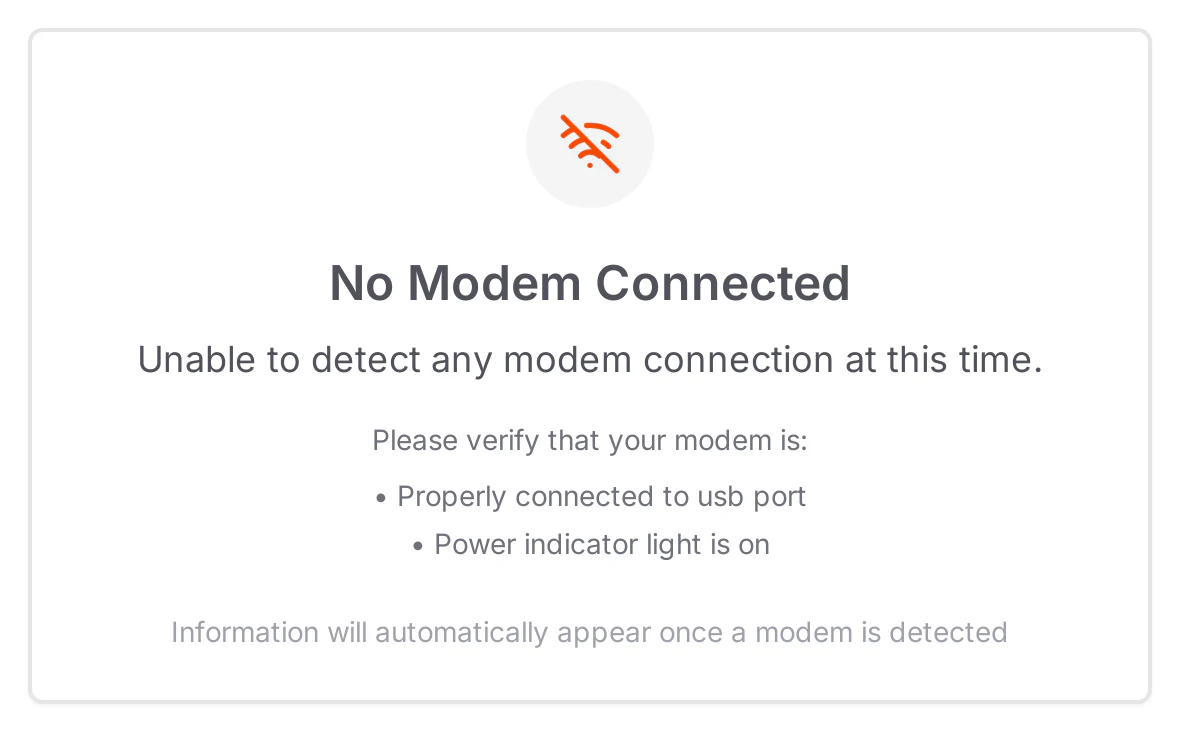 No Modem Connected
Unable to detect any modem connection at this time.
Please verify that your modem is:
• Properly connected to usb port
• Power indicator light is on
Information will automatically appear once a modem is detected